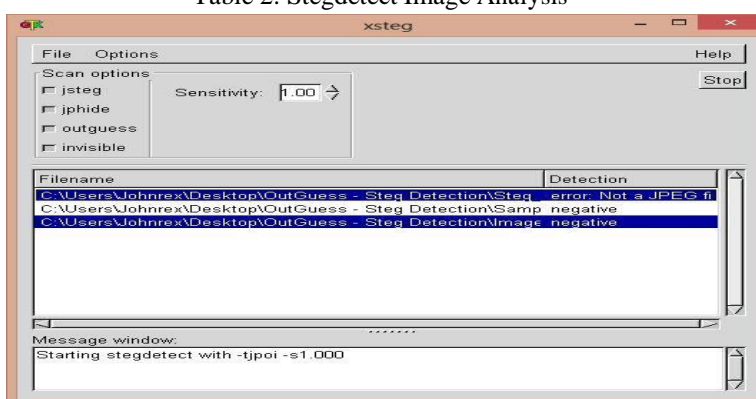 Table 2. Stegdetect Image Analysis
xsteg
File Options Help
Scan options
jsteg
jphide
outguess
invisible
Sensitivity: 1.00
Stop
Filename Detection
C:\Users\Johnrex\Desktop\OutGuess - Steg Detection\Steg_ error: Not a JPEG fi
C:\Users\Johnrex\Desktop\OutGuess - Steg Detection\Samp negative
C:\Users\Johnrex\Desktop\OutGuess - Steg Detection\Image negative
Message window:
Starting stegdetect with -tjpoi -s1.000